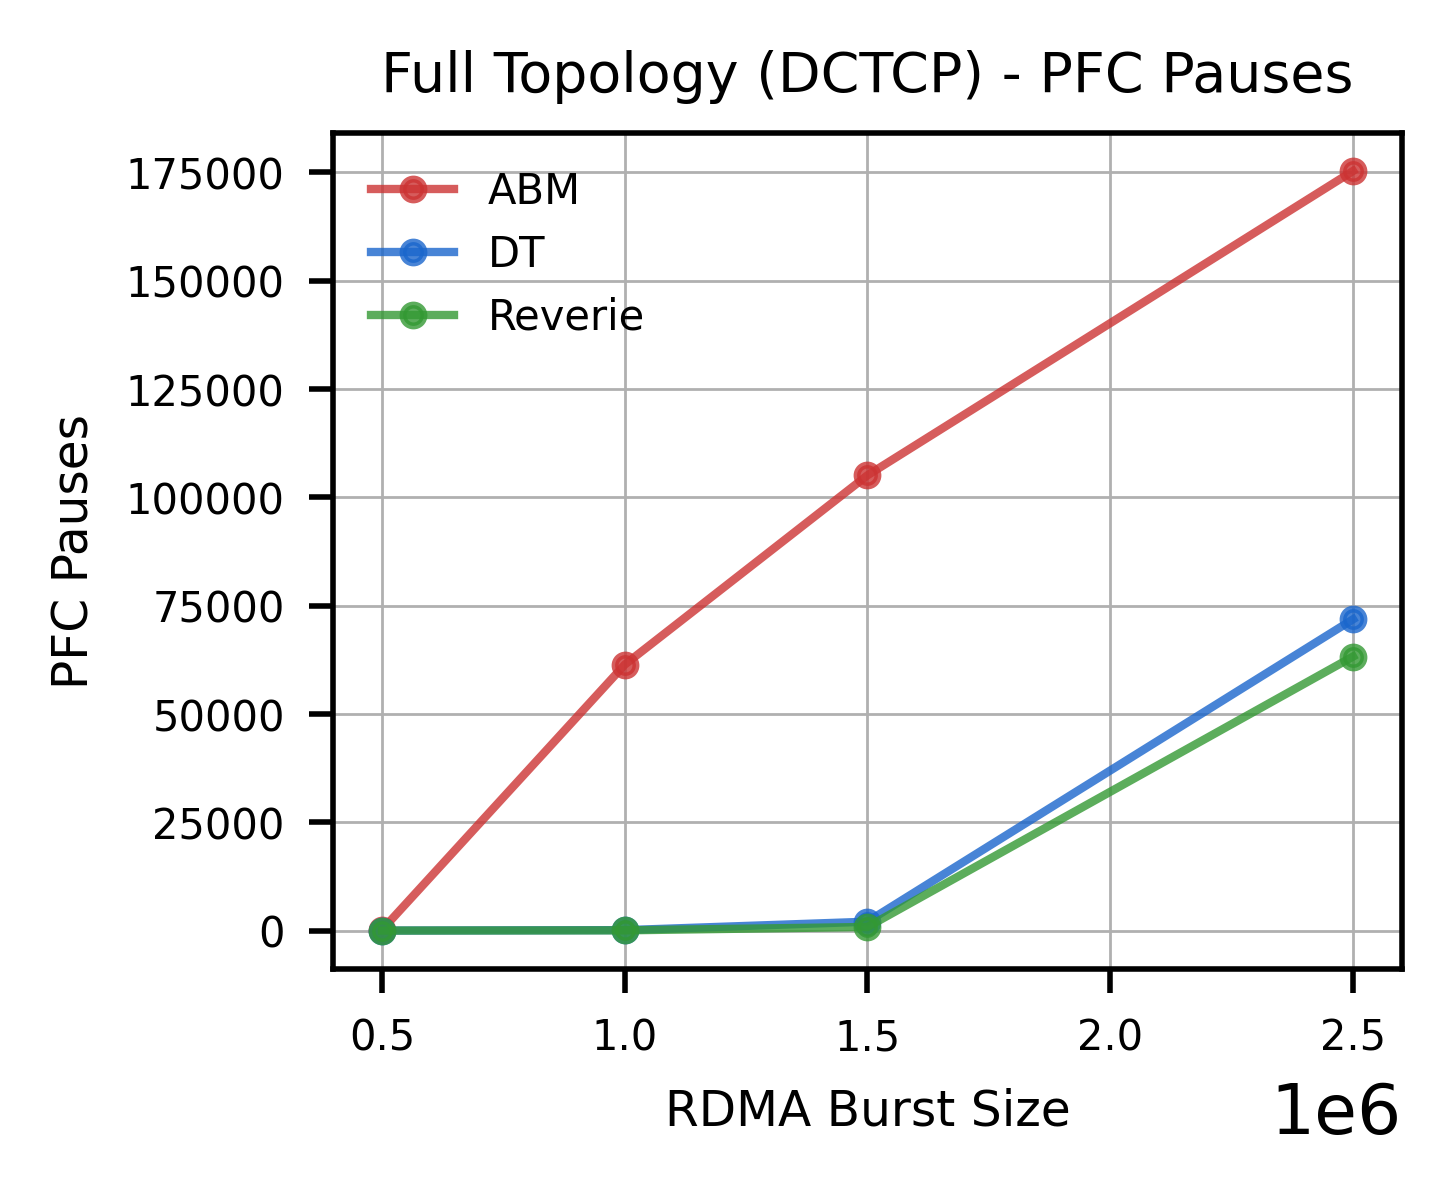 Full Topology (DCTCP) - PFC Pauses
ABM
DT
Reverie
PFC Pauses
175000
150000
125000
100000
75000
50000
25000
0
0.5 1.0 1.5 2.0 2.5
RDMA Burst Size 1e6